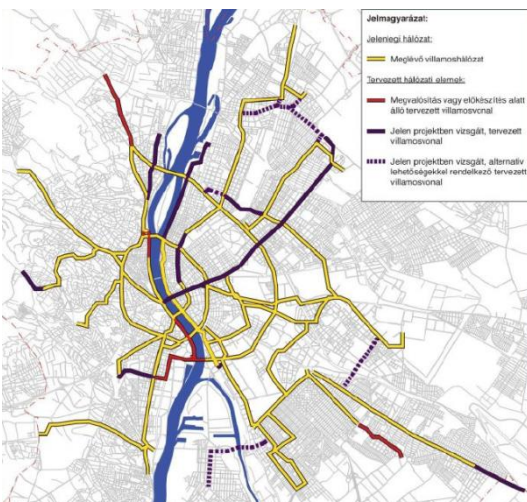 Jelmagyarázat:
Jelenlegi hálózat:
Meglévő villamoshálózat
Tervezett hálózati elemek:
Megvalósítás vagy előkészítés alatt
álló tervezett villamosvonal
Jelen projektben vizsgált, tervezett
villamosvonal
Jelen projektben vizsgált, alternatív
lehetőségekkel rendelkező tervezett
villamosvonal